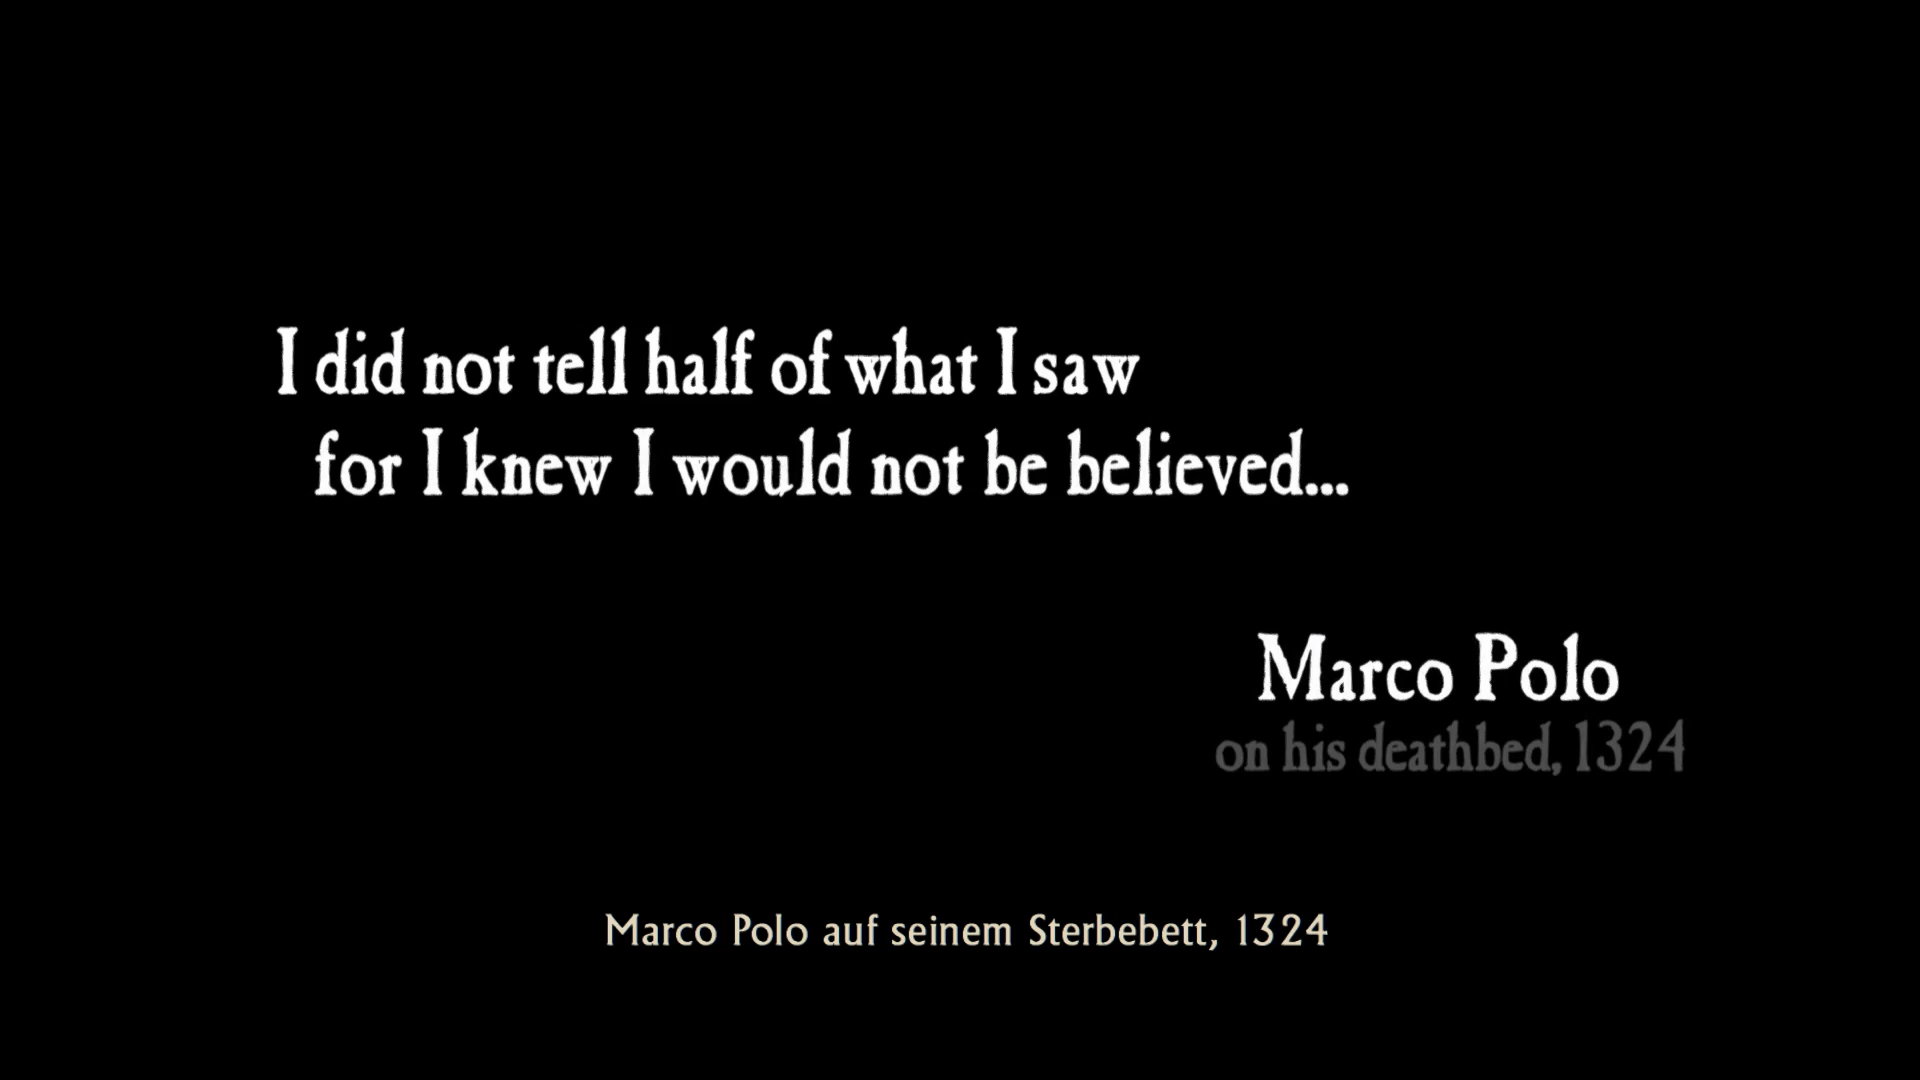 I did not tell half of what I saw
for I knew I would not be believed...
Marco Polo
on his deathbed, 1324
Marco Polo auf seinem Sterbebett, 1324